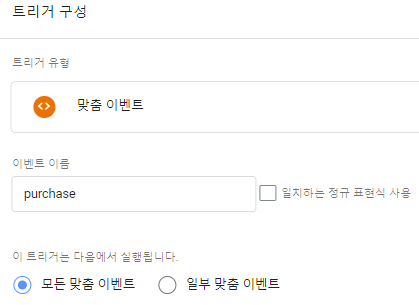 트리거 구성
트리거 유형
맞춤 이벤트
이벤트 이름
purchase
일치하는 정규 표현식 사용
이 트리거는 다음에서 실행됩니다.
모든 맞춤 이벤트 일부 맞춤 이벤트